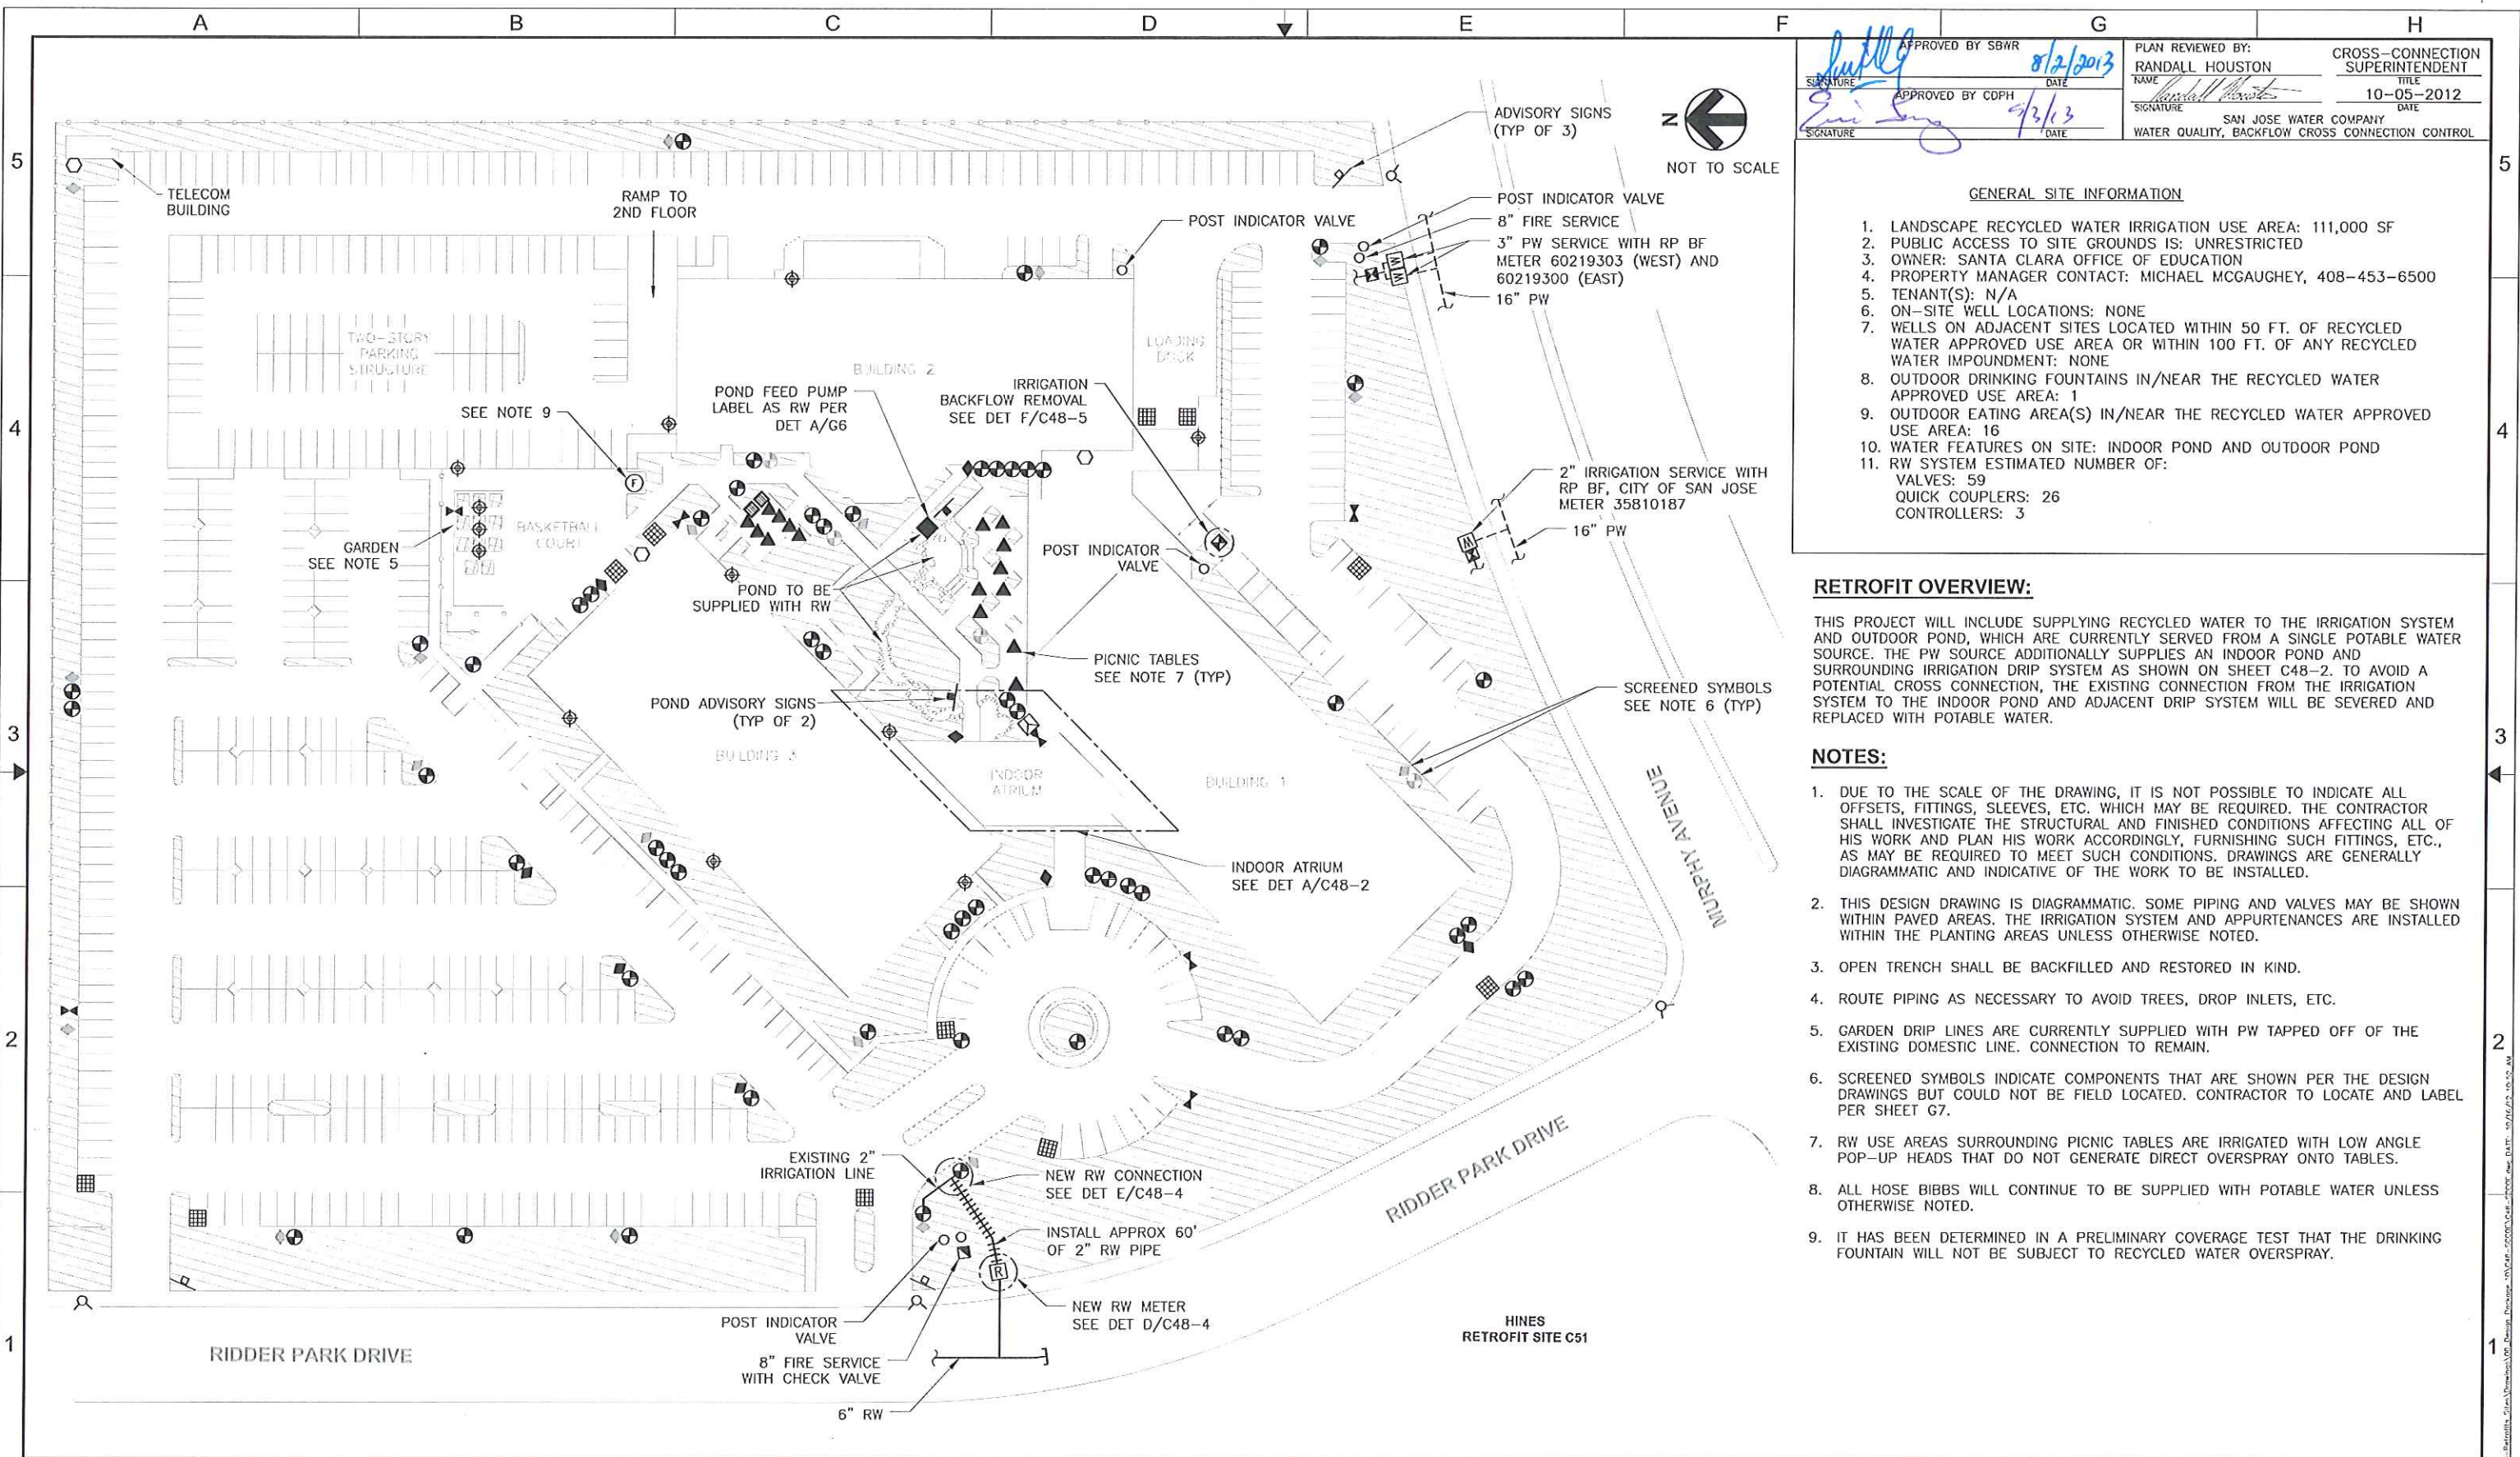 A B C D E F G H
APPROVED BY SBWR
8/2/2013
SIGNATURE DATE
APPROVED BY CDPH
9/3/13
SIGNATURE DATE
PLAN REVIEWED BY:
RANDALL HOUSTON
NAME
SIGNATURE
CROSS-CONNECTION
SUPERINTENDENT
TITLE
10-05-2012
DATE
SAN JOSE WATER COMPANY
WATER QUALITY, BACKFLOW CROSS CONNECTION CONTROL
5
4
3
2
1
N
NOT TO SCALE
ADVISORY SIGNS
(TYP OF 3)
TELECOM
BUILDING
RAMP TO
2ND FLOOR
POST INDICATOR VALVE
POST INDICATOR VALVE
8" FIRE SERVICE
3" PW SERVICE WITH RP BF
METER 60219303 (WEST) AND
60219300 (EAST)
16" PW
W
W
TWO-STORY
PARKING
STRUCTURE
BUILDING 2
LOADING
DOCK
SEE NOTE 9
F
POND FEED PUMP
LABEL AS RW PER
DET A/G6
IRRIGATION
BACKFLOW REMOVAL
SEE DET F/C48-5
2" IRRIGATION SERVICE WITH
RP BF, CITY OF SAN JOSE
METER 35810187
16" PW
W
BASKETBALL
COURT
GARDEN
SEE NOTE 5
POST INDICATOR
VALVE
POND TO BE
SUPPLIED WITH RW
PICNIC TABLES
SEE NOTE 7 (TYP)
POND ADVISORY SIGNS
(TYP OF 2)
SCREENED SYMBOLS
SEE NOTE 6 (TYP)
BUILDING 3
INDOOR
ATRIUM
BUILDING 1
MURPHY AVENUE
INDOOR ATRIUM
SEE DET A/C48-2
EXISTING 2"
IRRIGATION LINE
NEW RW CONNECTION
SEE DET E/C48-4
INSTALL APPROX 60'
OF 2" RW PIPE
R
NEW RW METER
SEE DET D/C48-4
POST INDICATOR
VALVE
8" FIRE SERVICE
WITH CHECK VALVE
6" RW
RIDDER PARK DRIVE
RIDDER PARK DRIVE
HINES
RETROFIT SITE C51
GENERAL SITE INFORMATION
1. LANDSCAPE RECYCLED WATER IRRIGATION USE AREA: 111,000 SF
2. PUBLIC ACCESS TO SITE GROUNDS IS: UNRESTRICTED
3. OWNER: SANTA CLARA OFFICE OF EDUCATION
4. PROPERTY MANAGER CONTACT: MICHAEL MCGAUGHEY, 408-453-6500
5. TENANT(S): N/A
6. ON-SITE WELL LOCATIONS: NONE
7. WELLS ON ADJACENT SITES LOCATED WITHIN 50 FT. OF RECYCLED
WATER APPROVED USE AREA OR WITHIN 100 FT. OF ANY RECYCLED
WATER IMPOUNDMENT: NONE
8. OUTDOOR DRINKING FOUNTAINS IN/NEAR THE RECYCLED WATER
APPROVED USE AREA: 1
9. OUTDOOR EATING AREA(S) IN/NEAR THE RECYCLED WATER APPROVED
USE AREA: 16
10. WATER FEATURES ON SITE: INDOOR POND AND OUTDOOR POND
11. RW SYSTEM ESTIMATED NUMBER OF:
VALVES: 59
QUICK COUPLERS: 26
CONTROLLERS: 3
RETROFIT OVERVIEW:
THIS PROJECT WILL INCLUDE SUPPLYING RECYCLED WATER TO THE IRRIGATION SYSTEM
AND OUTDOOR POND, WHICH ARE CURRENTLY SERVED FROM A SINGLE POTABLE WATER
SOURCE. THE PW SOURCE ADDITIONALLY SUPPLIES AN INDOOR POND AND
SURROUNDING IRRIGATION DRIP SYSTEM AS SHOWN ON SHEET C48-2. TO AVOID A
POTENTIAL CROSS CONNECTION, THE EXISTING CONNECTION FROM THE IRRIGATION
SYSTEM TO THE INDOOR POND AND ADJACENT DRIP SYSTEM WILL BE SEVERED AND
REPLACED WITH POTABLE WATER.
NOTES:
1. DUE TO THE SCALE OF THE DRAWING, IT IS NOT POSSIBLE TO INDICATE ALL
OFFSETS, FITTINGS, SLEEVES, ETC. WHICH MAY BE REQUIRED. THE CONTRACTOR
SHALL INVESTIGATE THE STRUCTURAL AND FINISHED CONDITIONS AFFECTING ALL OF
HIS WORK AND PLAN HIS WORK ACCORDINGLY, FURNISHING SUCH FITTINGS, ETC.,
AS MAY BE REQUIRED TO MEET SUCH CONDITIONS. DRAWINGS ARE GENERALLY
DIAGRAMMATIC AND INDICATIVE OF THE WORK TO BE INSTALLED.
2. THIS DESIGN DRAWING IS DIAGRAMMATIC. SOME PIPING AND VALVES MAY BE SHOWN
WITHIN PAVED AREAS. THE IRRIGATION SYSTEM AND APPURTENANCES ARE INSTALLED
WITHIN THE PLANTING AREAS UNLESS OTHERWISE NOTED.
3. OPEN TRENCH SHALL BE BACKFILLED AND RESTORED IN KIND.
4. ROUTE PIPING AS NECESSARY TO AVOID TREES, DROP INLETS, ETC.
5. GARDEN DRIP LINES ARE CURRENTLY SUPPLIED WITH PW TAPPED OFF OF THE
EXISTING DOMESTIC LINE. CONNECTION TO REMAIN.
6. SCREENED SYMBOLS INDICATE COMPONENTS THAT ARE SHOWN PER THE DESIGN
DRAWINGS BUT COULD NOT BE FIELD LOCATED. CONTRACTOR TO LOCATE AND LABEL
PER SHEET G7.
7. RW USE AREAS SURROUNDING PICNIC TABLES ARE IRRIGATED WITH LOW ANGLE
POP-UP HEADS THAT DO NOT GENERATE DIRECT OVERSPRAY ONTO TABLES.
8. ALL HOSE BIBBS WILL CONTINUE TO BE SUPPLIED WITH POTABLE WATER UNLESS
OTHERWISE NOTED.
9. IT HAS BEEN DETERMINED IN A PRELIMINARY COVERAGE TEST THAT THE DRINKING
FOUNTAIN WILL NOT BE SUBJECT TO RECYCLED WATER OVERSPRAY.
5
4
3
2
1